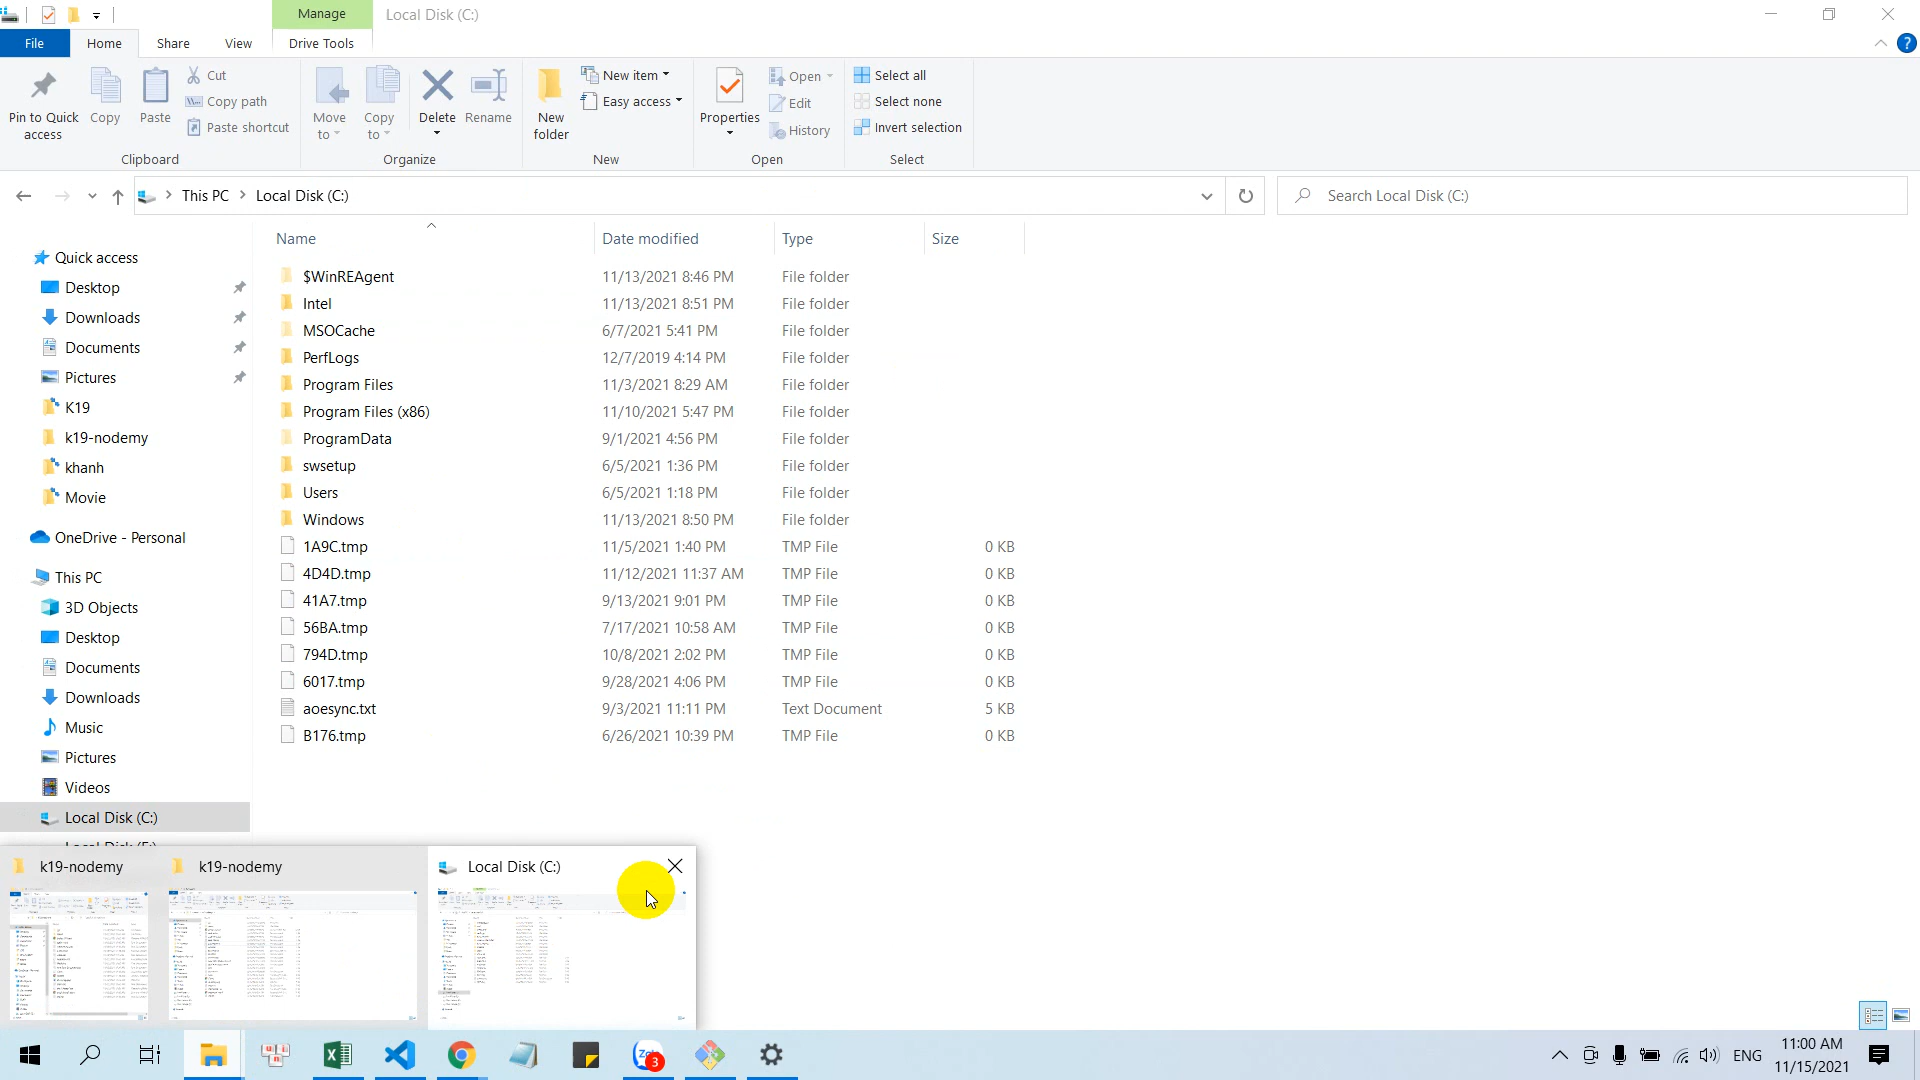 Manage
Local Disk (C:)
File
Home
Share
View
Drive Tools
Pin to Quick access
Copy
Paste
Cut
Copy path
Paste shortcut
Clipboard
Move to
Copy to
Delete
Rename
Organize
New folder
New item
Easy access
New
Properties
Open
Edit
History
Open
Select all
Select none
Invert selection
Select
This PC
Local Disk (C:)
Search Local Disk (C:)
Name Date modified Type Size
Quick access
Desktop
Downloads
Documents
Pictures
K19
k19-nodemy
khanh
Movie
OneDrive - Personal
This PC
3D Objects
Desktop
Documents
Downloads
Music
Pictures
Videos
Local Disk (C:)
$WinREAgent 11/13/2021 8:46 PM File folder
Intel 11/13/2021 8:51 PM File folder
MSOCache 6/7/2021 5:41 PM File folder
PerfLogs 12/7/2019 4:14 PM File folder
Program Files 11/3/2021 8:29 AM File folder
Program Files (x86) 11/10/2021 5:47 PM File folder
ProgramData 9/1/2021 4:56 PM File folder
swsetup 6/5/2021 1:36 PM File folder
Users 6/5/2021 1:18 PM File folder
Windows 11/13/2021 8:50 PM File folder
1A9C.tmp 11/5/2021 1:40 PM TMP File 0 KB
4D4D.tmp 11/12/2021 11:37 AM TMP File 0 KB
41A7.tmp 9/13/2021 9:01 PM TMP File 0 KB
56BA.tmp 7/17/2021 10:58 AM TMP File 0 KB
794D.tmp 10/8/2021 2:02 PM TMP File 0 KB
6017.tmp 9/28/2021 4:06 PM TMP File 0 KB
aoesync.txt 9/3/2021 11:11 PM Text Document 5 KB
B176.tmp 6/26/2021 10:39 PM TMP File 0 KB
k19-nodemy
k19-nodemy
Local Disk (C:)
3
ENG
11:00 AM
11/15/2021